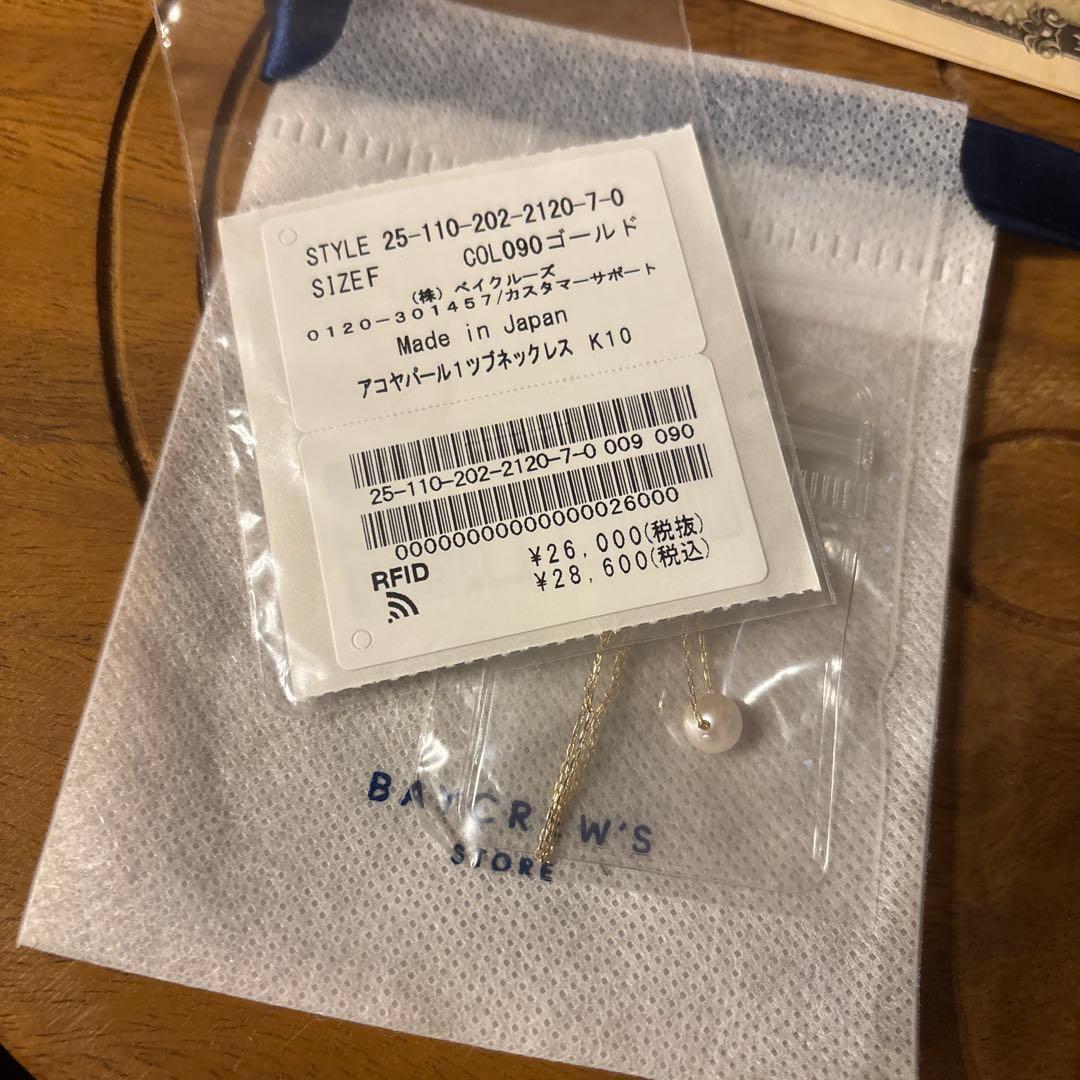 STYLE 25-110-202-2120-7-0
SIZE F COL090ゴールド
(株) ベイクルーズ
0120-301457/カスタマーサポート
Made in Japan
アコヤパール1ツブネックレス K10
25-110-202-2120-7-0 009 090
0000000000000000026000
RFID
¥26,000(税抜)
¥28,600(税込)
BAYCREW'S
STORE